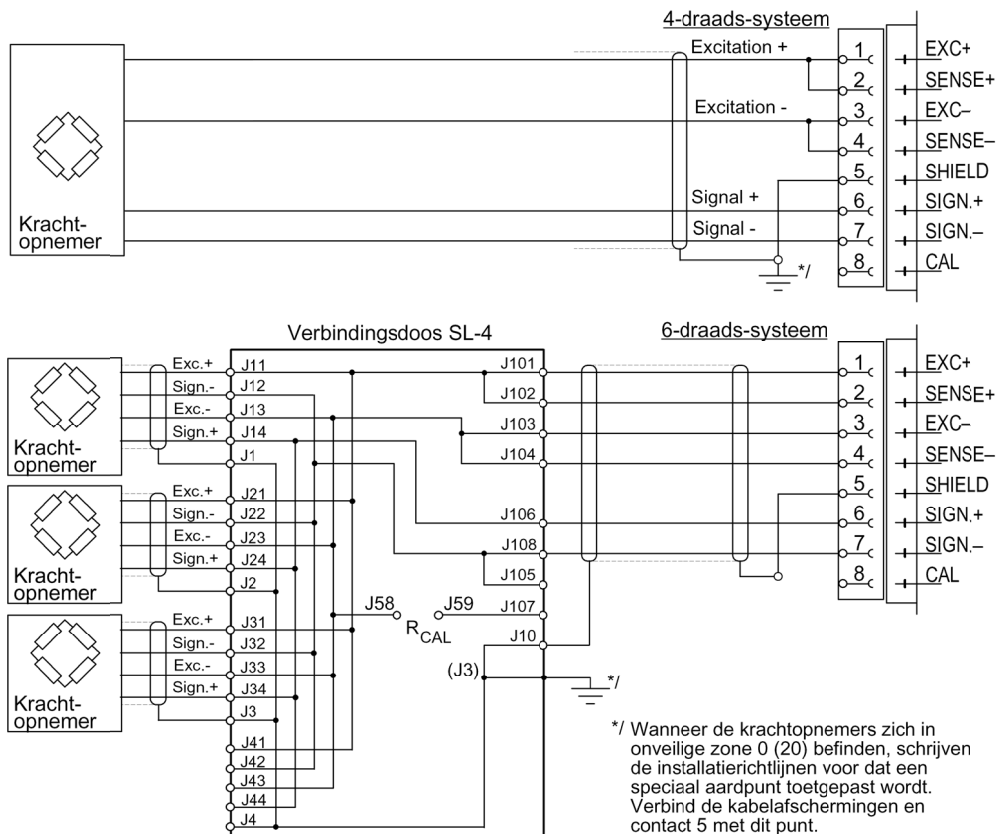 4-draads-systeem
Excitation +
Excitation -
Signal +
Signal -
*/
Kracht-
opnemer
1 EXC+
2 SENSE+
3 EXC–
4 SENSE–
5 SHIELD
6 SIGN.+
7 SIGN.–
8 CAL
Verbindingsdoos SL-4
6-draads-systeem
Kracht-
opnemer
Exc.+ J11
Sign.- J12
Exc.- J13
Sign.+ J14
J1
Kracht-
opnemer
Exc.+ J21
Sign.- J22
Exc.- J23
Sign.+ J24
J2
Kracht-
opnemer
Exc.+ J31
Sign.- J32
Exc.- J33
Sign.+ J34
J3
J41
J42
J43
J44
J4
J58 J59
RCAL
J101
J102
J103
J104
J106
J108
J105
J107
J10
(J3)
*/
1 EXC+
2 SENSE+
3 EXC–
4 SENSE–
5 SHIELD
6 SIGN.+
7 SIGN.–
8 CAL
*/ Wanneer de krachtopnemers zich in
onveilige zone 0 (20) befinden, schrijven
de installatierichtlijnen voor dat een
speciaal aardpunt toetgepast wordt.
Verbind de kabelafschermingen en
contact 5 met dit punt.